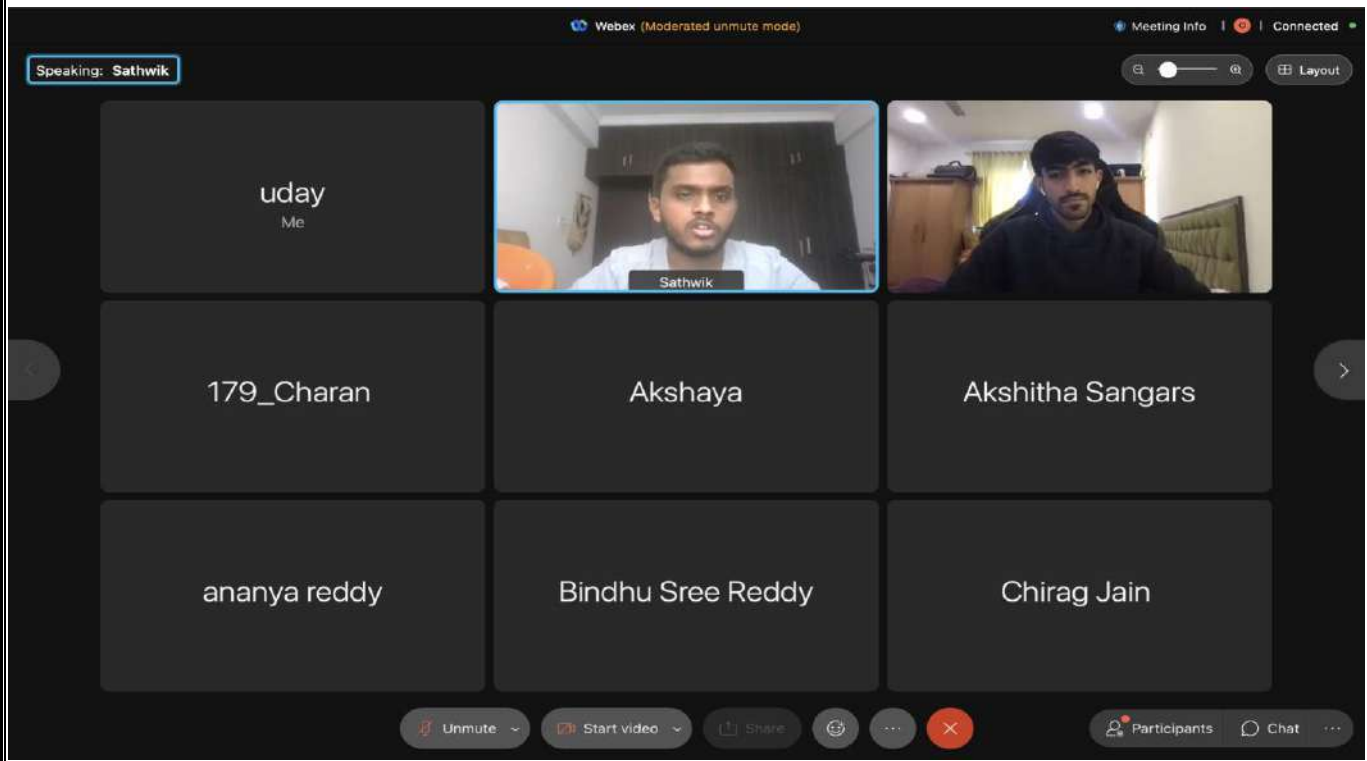 Webex (Moderated unmute mode)
Meeting Info
Connected
Speaking: Sathwik
Layout
uday
Me
Sathwik
179_Charan
Akshaya
Akshitha Sangars
ananya reddy
Bindhu Sree Reddy
Chirag Jain
Unmute
Start video
Share
Participants
Chat